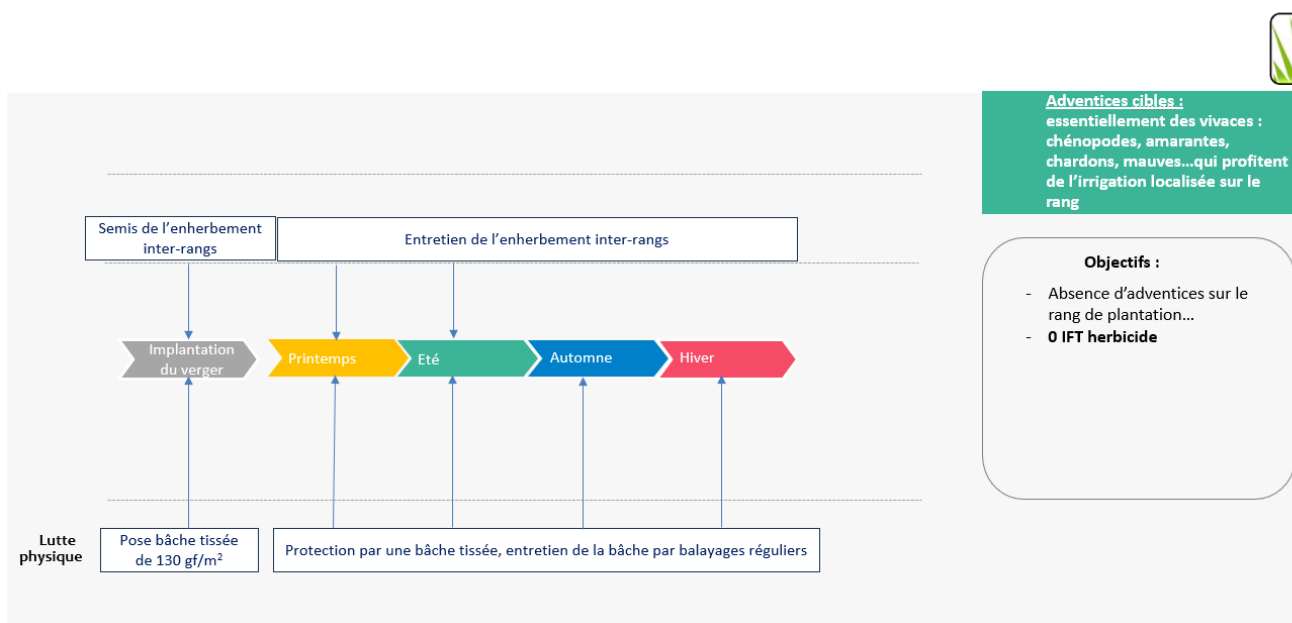 Adventices cibles :
essentiellement des vivaces :
chénopodes, amarantes,
chardons, mauves...qui profitent
de l'irrigation localisée sur le
rang
Semis de l'enherbement
inter-rangs
Entretien de l'enherbement inter-rangs
Objectifs :
- Absence d'adventices sur le
rang de plantation...
- 0 IFT herbicide
Implantation
du verger
Printemps
Eté
Automne
Hiver
Lutte
physique
Pose bâche tissée
de 130 gf/m²
Protection par une bâche tissée, entretien de la bâche par balayages réguliers